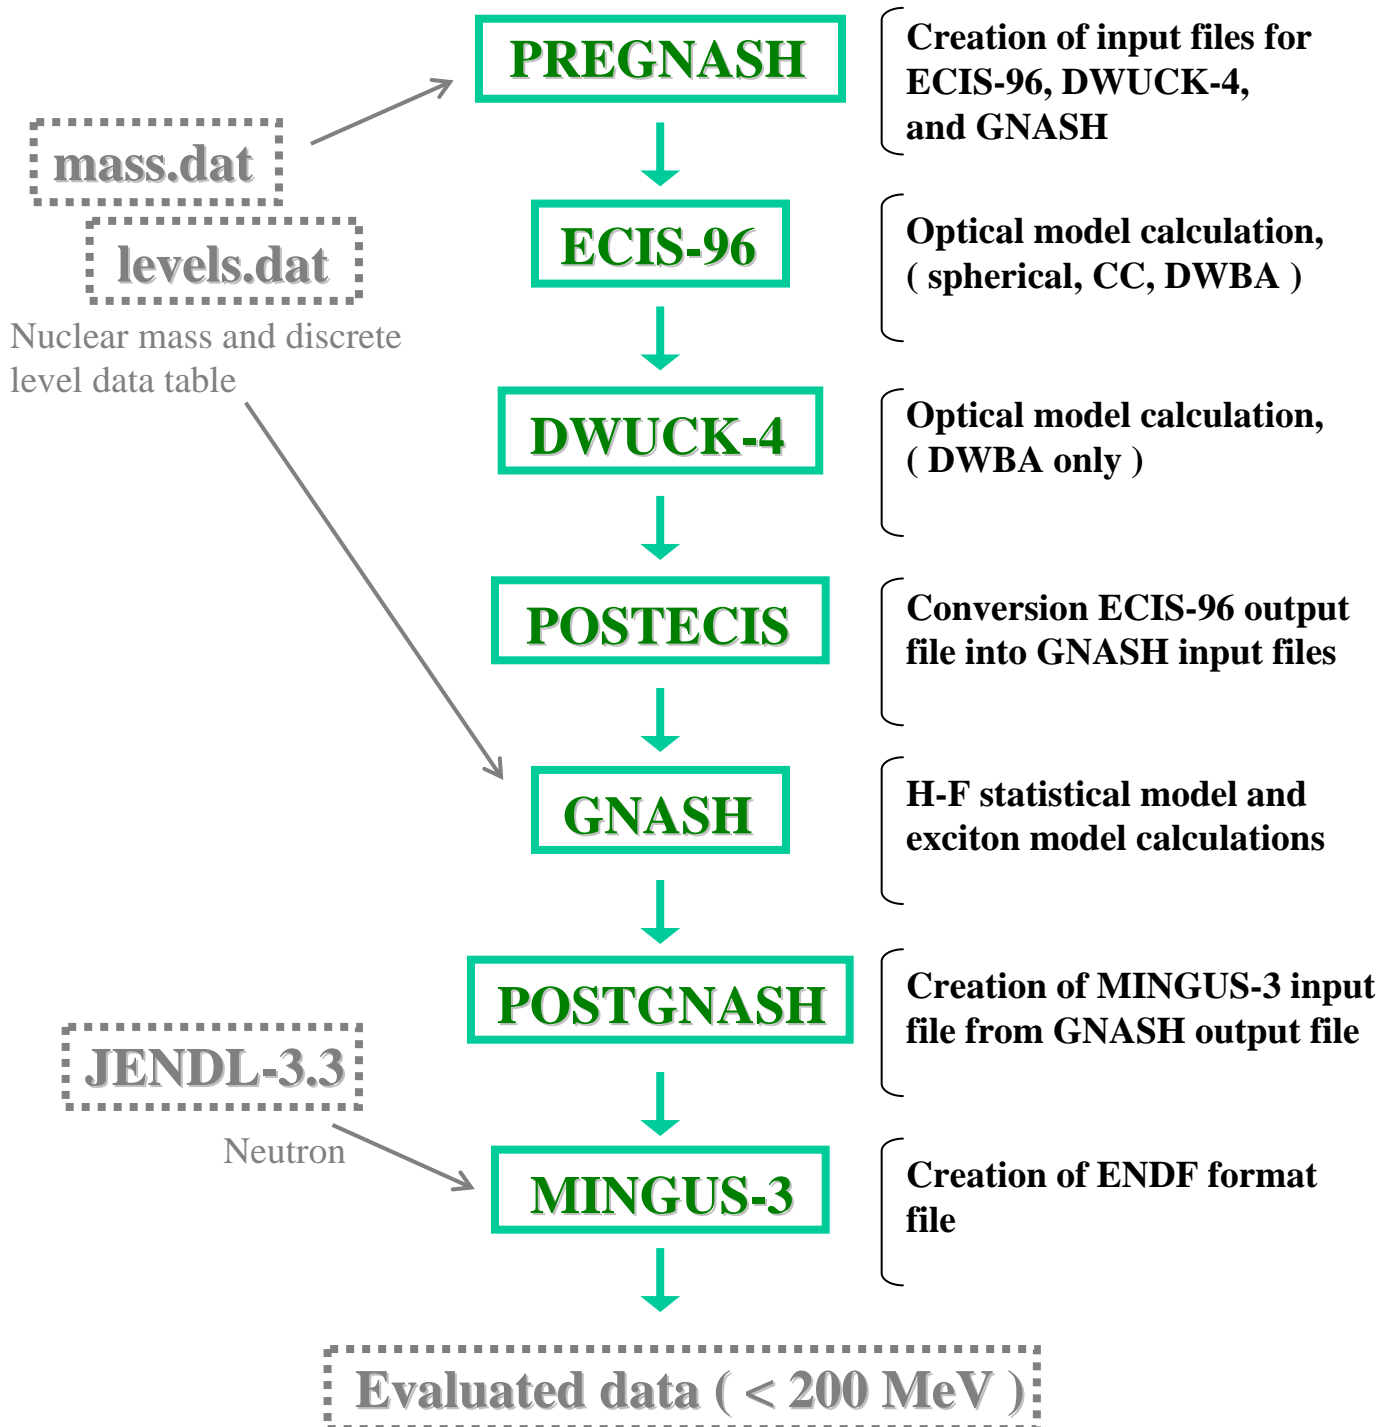 PREGNASH
Creation of input files for
ECIS-96, DWUCK-4,
and GNASH
mass.dat
levels.dat
Nuclear mass and discrete
level data table
ECIS-96
Optical model calculation,
( spherical, CC, DWBA )
DWUCK-4
Optical model calculation,
( DWBA only )
POSTECIS
Conversion ECIS-96 output
file into GNASH input files
GNASH
H-F statistical model and
exciton model calculations
POSTGNASH
Creation of MINGUS-3 input
file from GNASH output file
JENDL-3.3
Neutron
MINGUS-3
Creation of ENDF format
file
Evaluated data ( < 200 MeV )